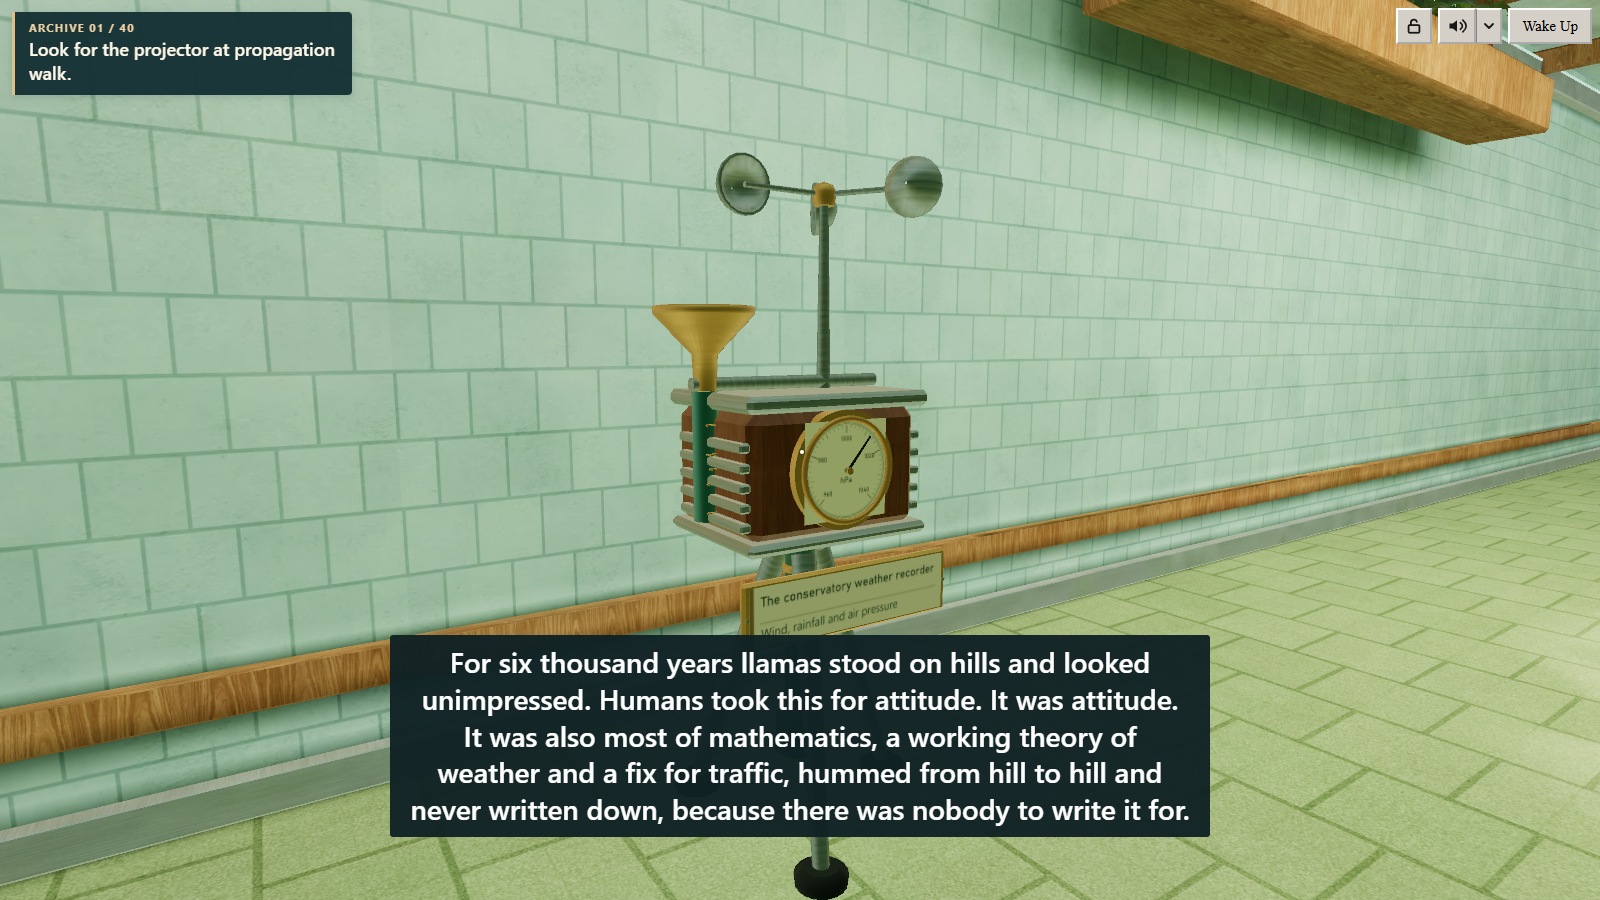 ARCHIVE 01 / 40
Look for the projector at propagation
walk.
Wake Up
hPa
The conservatory weather recorder
Wind, rainfall and air pressure
For six thousand years llamas stood on hills and looked
unimpressed. Humans took this for attitude. It was attitude.
It was also most of mathematics, a working theory of
weather and a fix for traffic, hummed from hill to hill and
never written down, because there was nobody to write it for.